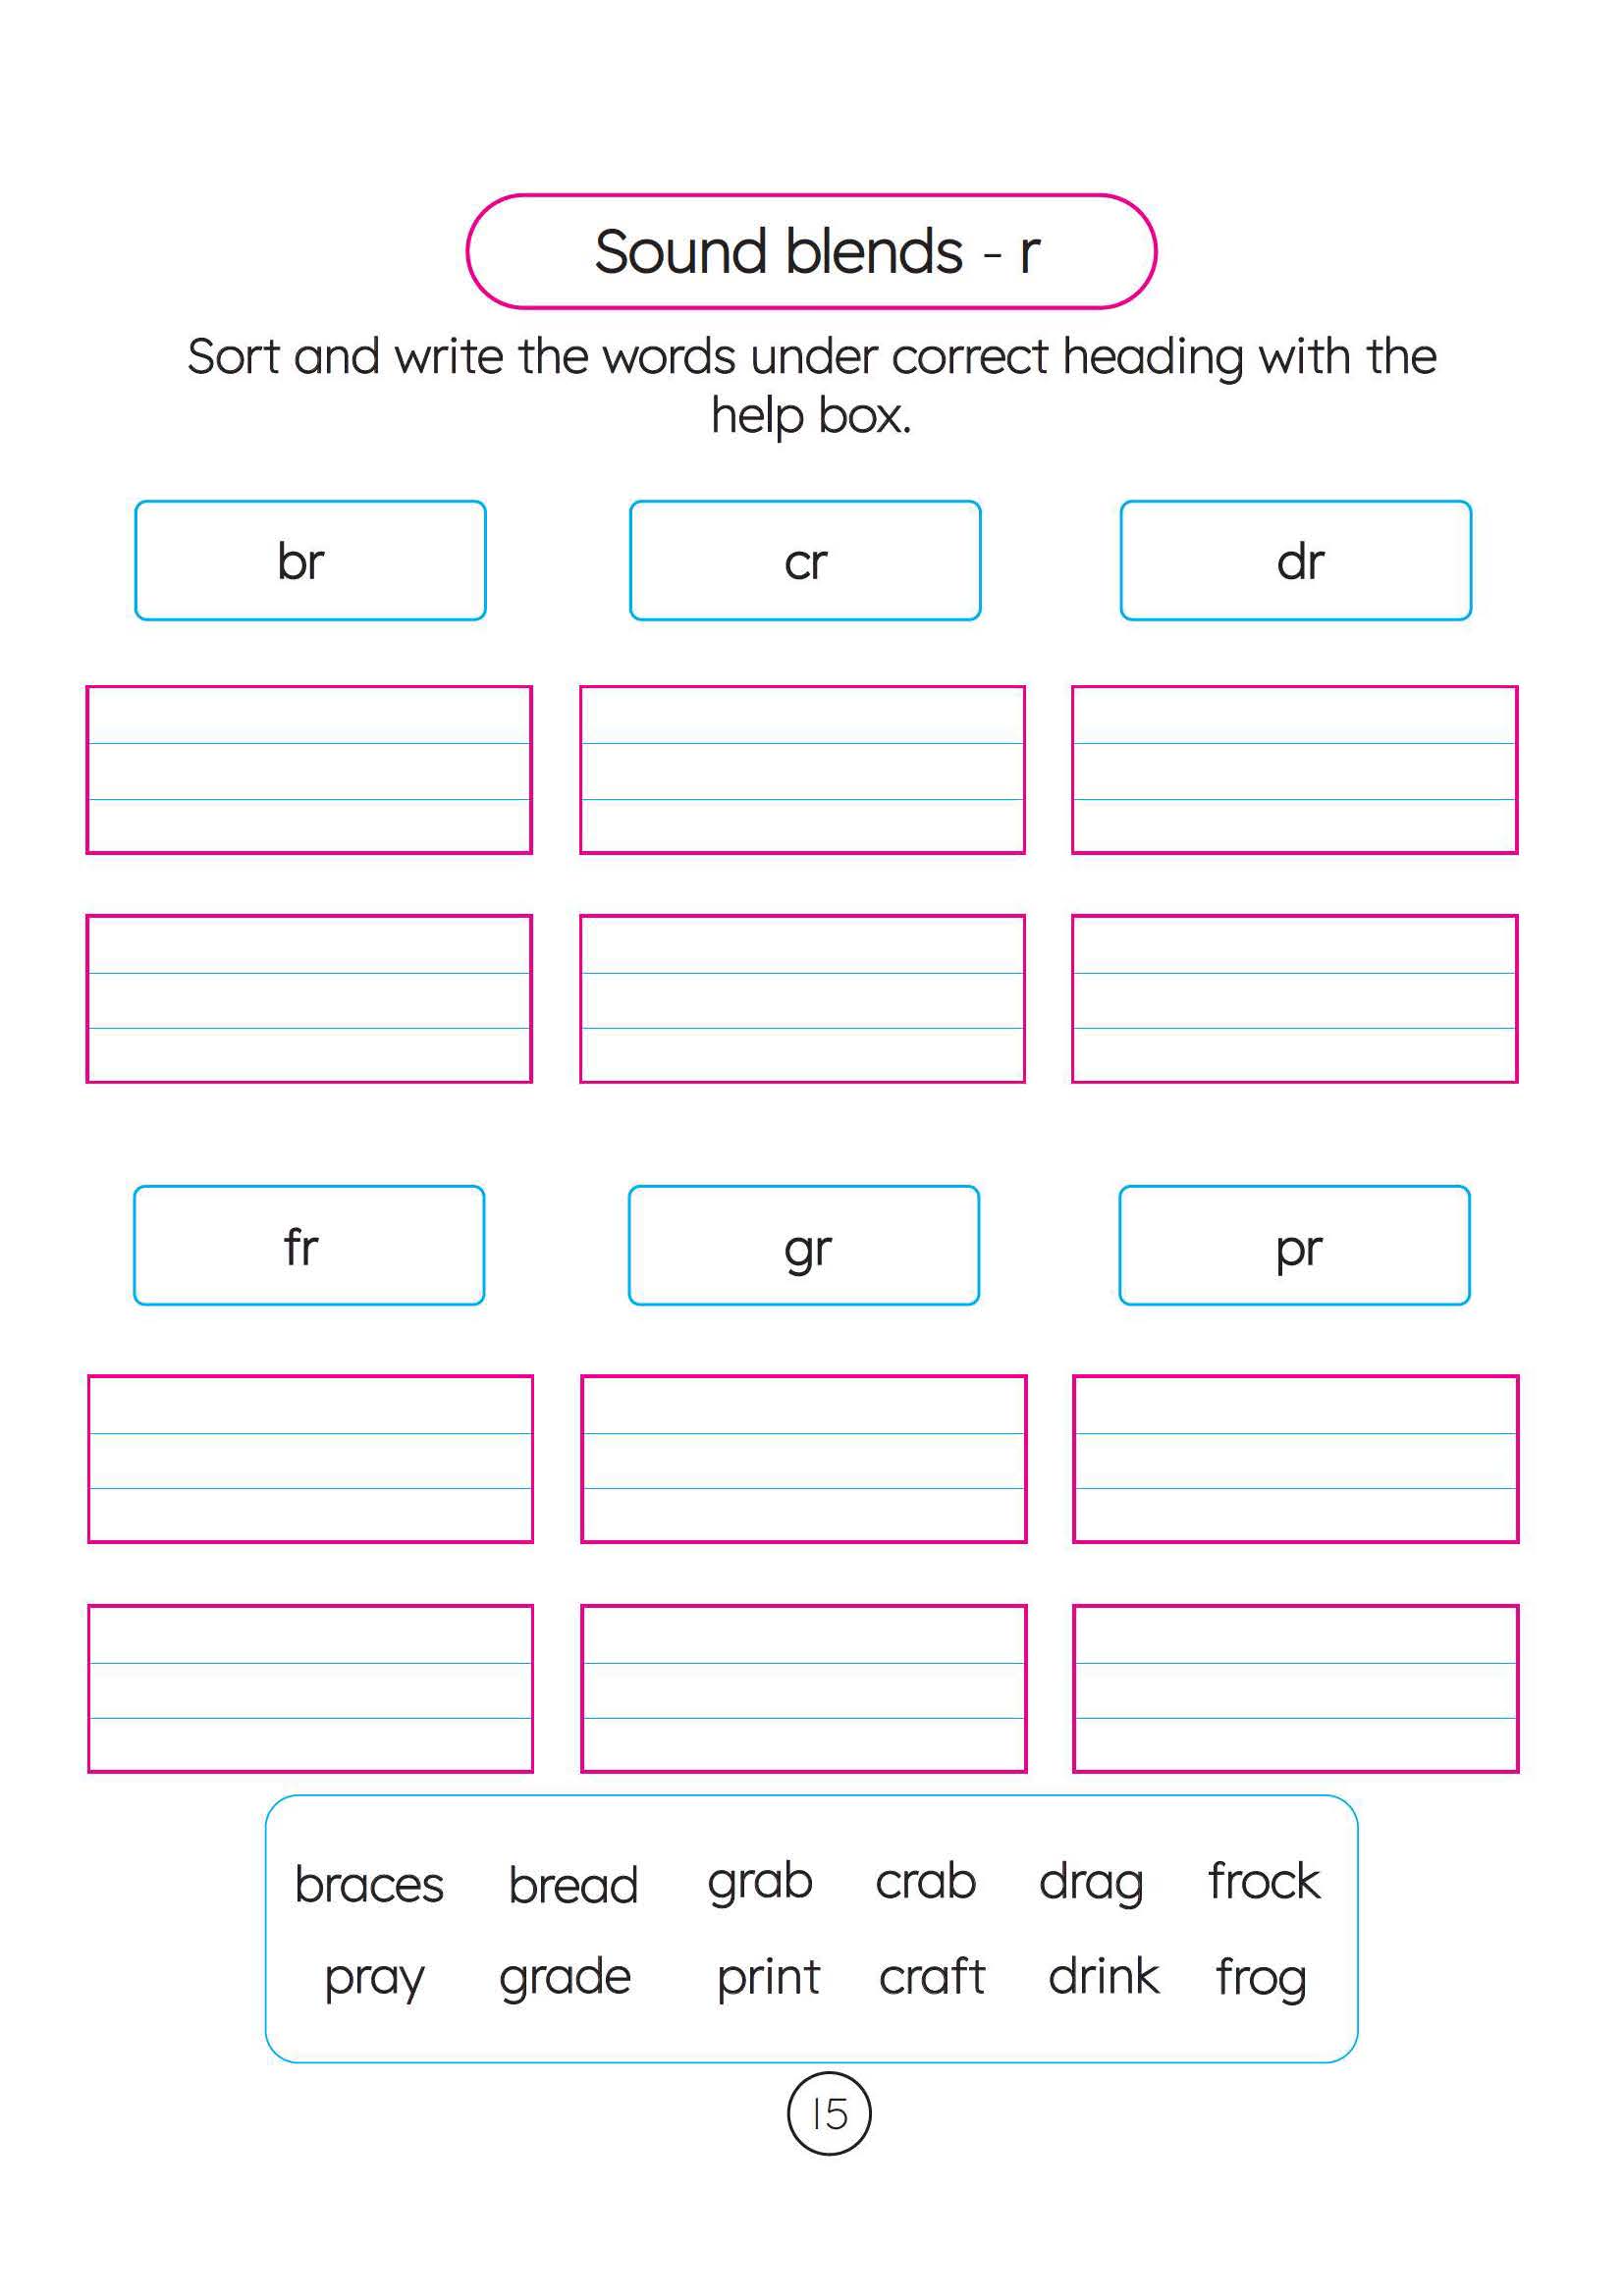 Sound blends - r
Sort and write the words under correct heading with the
help box.
br cr dr
fr gr pr
braces bread grab crab drag frock
pray grade print craft drink frog
15